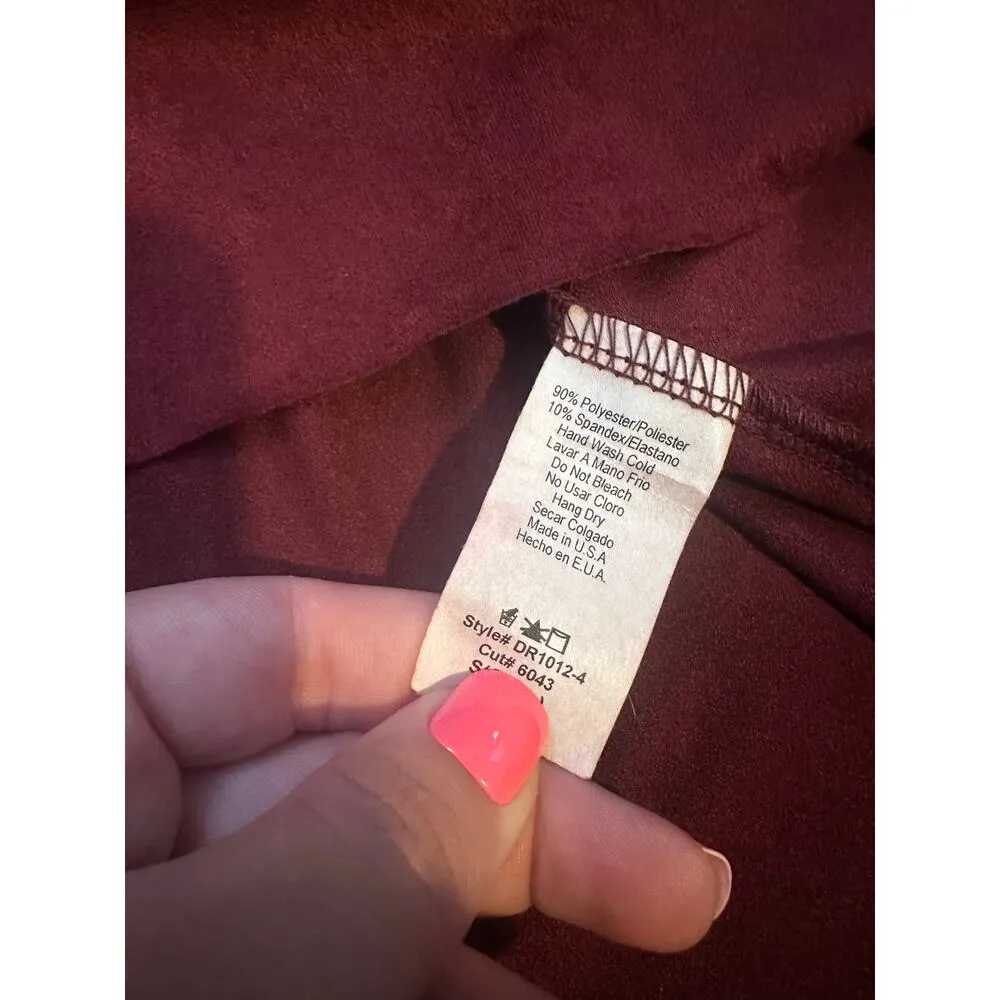 90% Polyester/Poliester
10% Spandex/Elastano
Hand Wash Cold
Lavar A Mano Frio
Do Not Bleach
No Usar Cloro
Hang Dry
Secar Colgado
Made in U.S.A
Hecho en E.U.A.
Style# DR1012-4
Cut# 6043